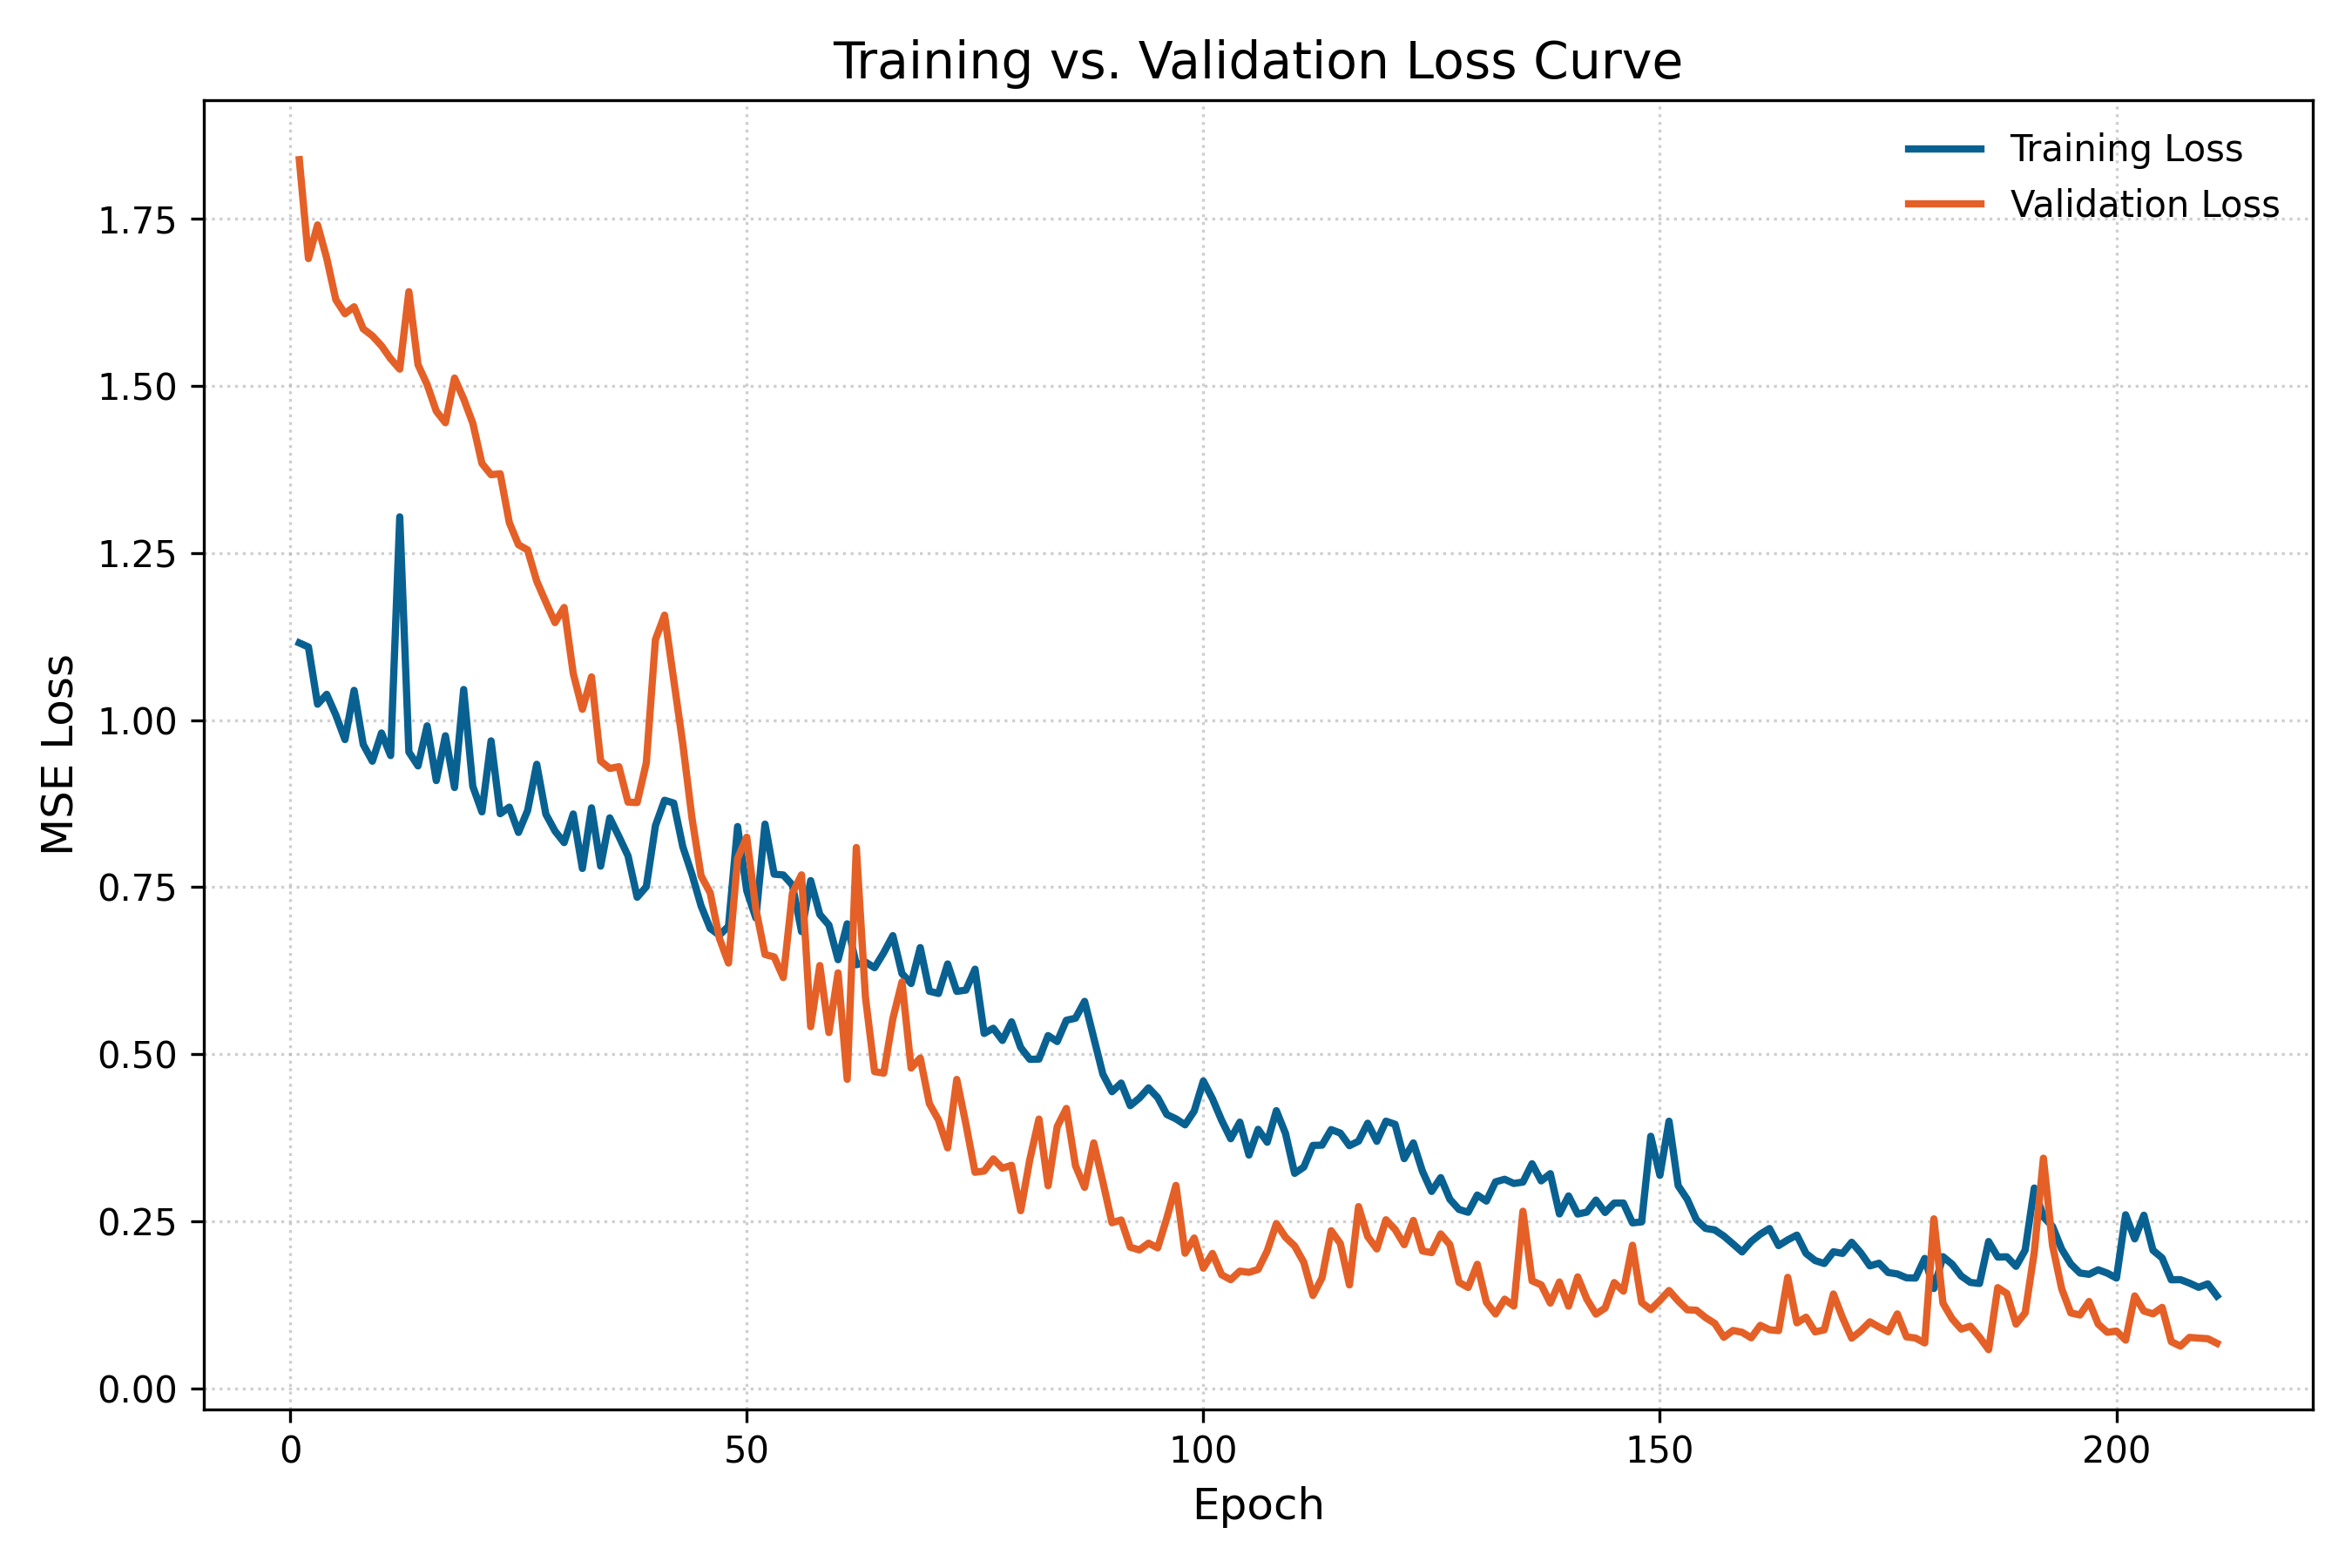 Training vs. Validation Loss Curve
Training Loss
Validation Loss
1.75
1.50
1.25
1.00
0.75
0.50
0.25
0.00
MSE Loss
0 50 100 150 200
Epoch